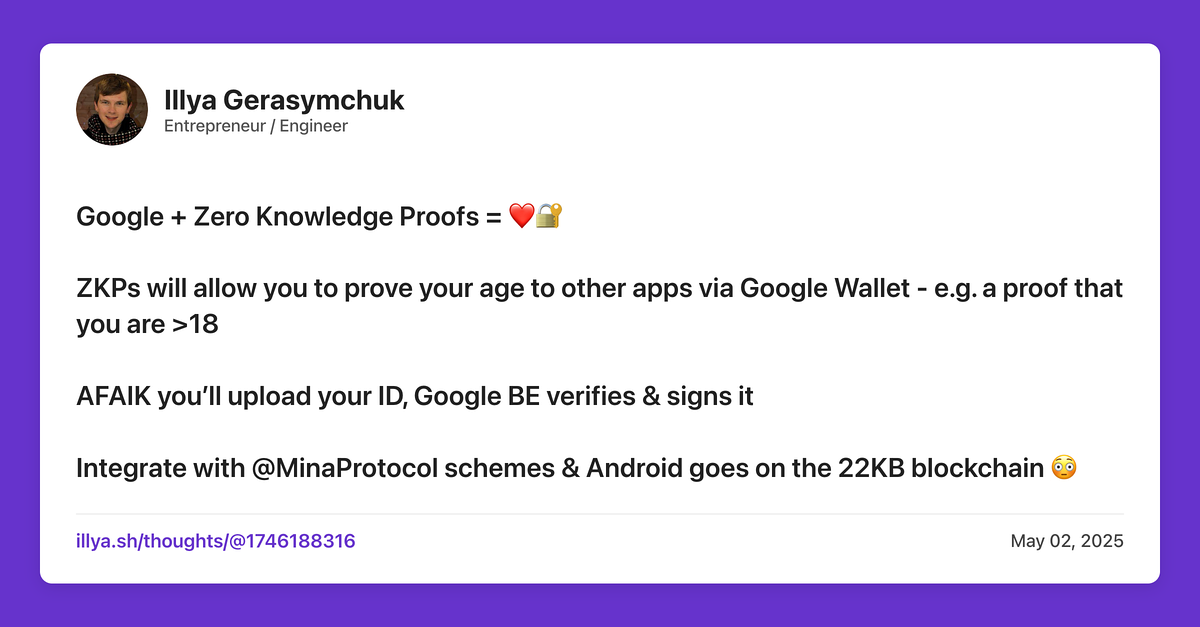 Illya Gerasymchuk
Entrepreneur / Engineer
Google + Zero Knowledge Proofs = ❤️🔐
ZKPs will allow you to prove your age to other apps via Google Wallet - e.g. a proof that
you are >18
AFAIK you’ll upload your ID, Google BE verifies & signs it
Integrate with @MinaProtocol schemes & Android goes on the 22KB blockchain 😳
illya.sh/thoughts/@1746188316
May 02, 2025